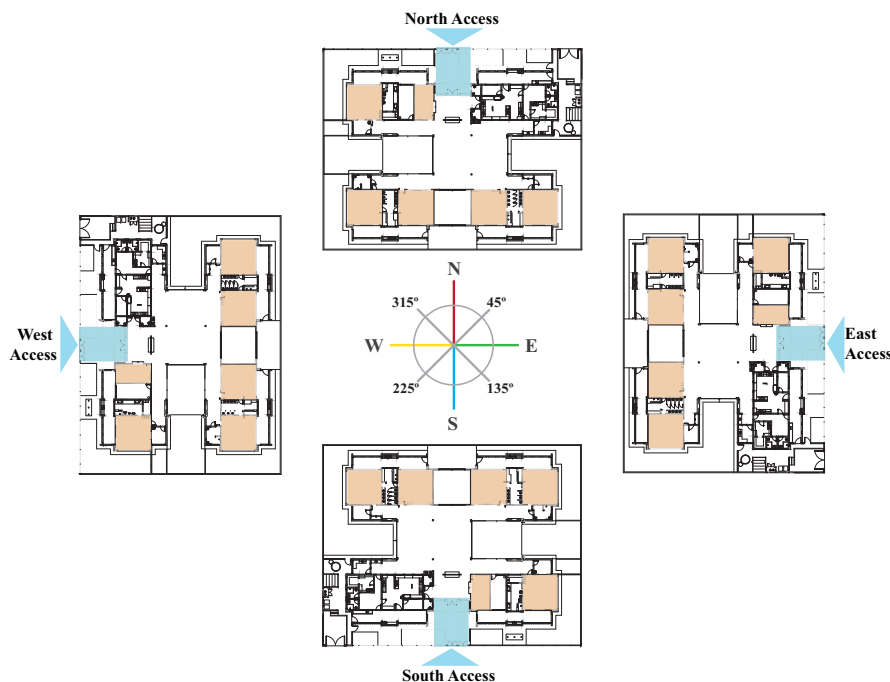 North Access
N
315º
45º
West
Access
W
E
East
Access
225º
135º
S
South Access